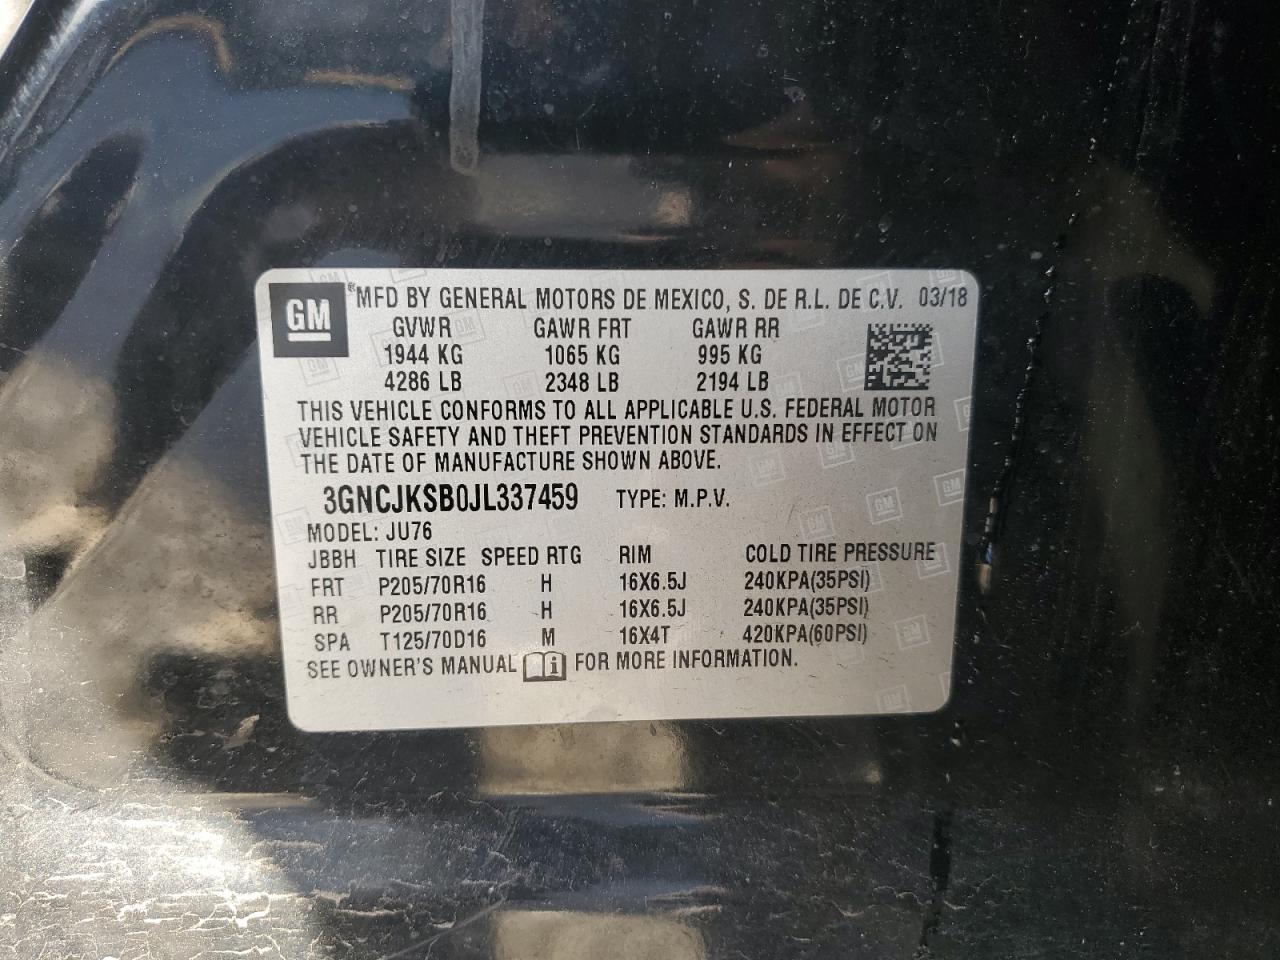 GM ® MFD BY GENERAL MOTORS DE MEXICO, S. DE R.L. DE C.V. 03/18
GVWR GAWR FRT GAWR RR
1944 KG 1065 KG 995 KG
4286 LB 2348 LB 2194 LB
THIS VEHICLE CONFORMS TO ALL APPLICABLE U.S. FEDERAL MOTOR
VEHICLE SAFETY AND THEFT PREVENTION STANDARDS IN EFFECT ON
THE DATE OF MANUFACTURE SHOWN ABOVE.
3GNCJKSB0JL337459 TYPE: M.P.V.
MODEL: JU76
JBBH TIRE SIZE SPEED RTG RIM COLD TIRE PRESSURE
FRT P205/70R16 H 16X6.5J 240KPA(35PSI)
RR P205/70R16 H 16X6.5J 240KPA(35PSI)
SPA T125/70D16 M 16X4T 420KPA(60PSI)
SEE OWNER'S MANUAL i FOR MORE INFORMATION.